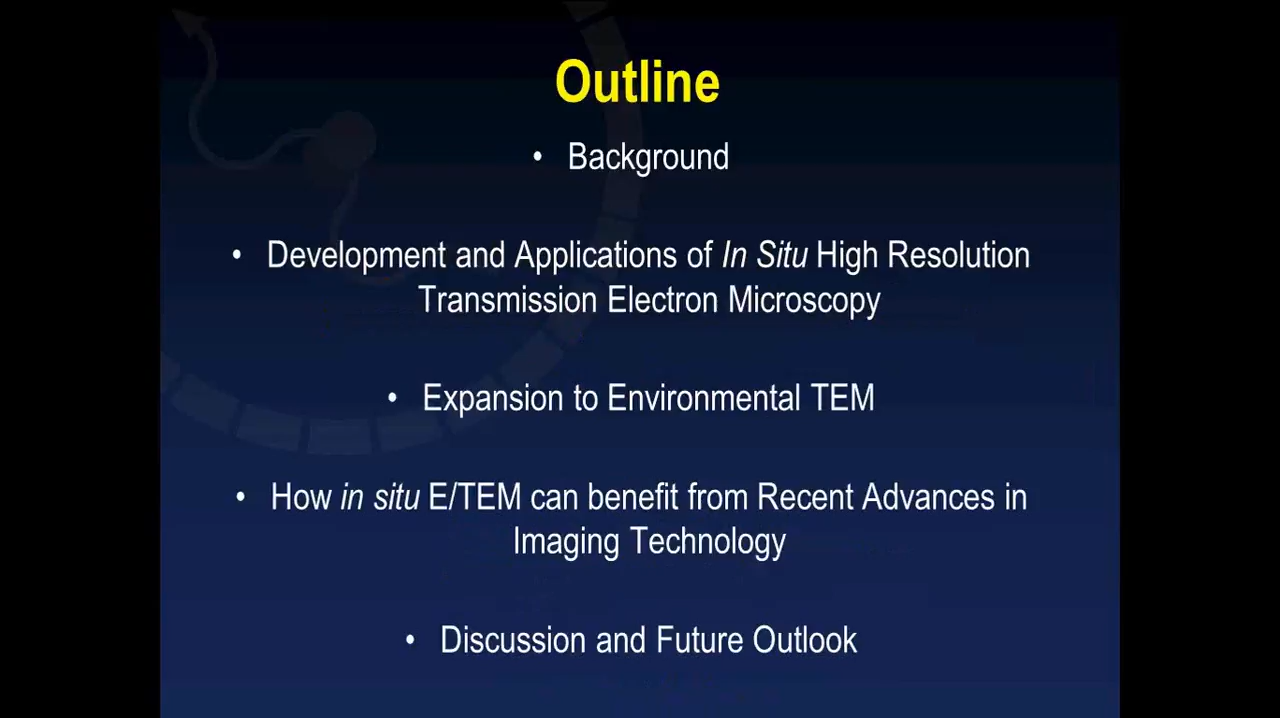 Outline
• Background
• Development and Applications of In Situ High Resolution
Transmission Electron Microscopy
• Expansion to Environmental TEM
• How in situ E/TEM can benefit from Recent Advances in
Imaging Technology
• Discussion and Future Outlook